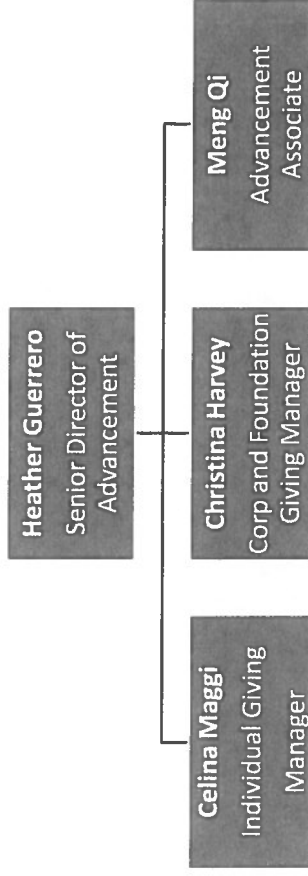 Heather Guerrero
Senior Director of
Advancement
Celina Maggi
Individual Giving
Manager
Christina Harvey
Corp and Foundation
Giving Manager
Meng Qi
Advancement
Associate